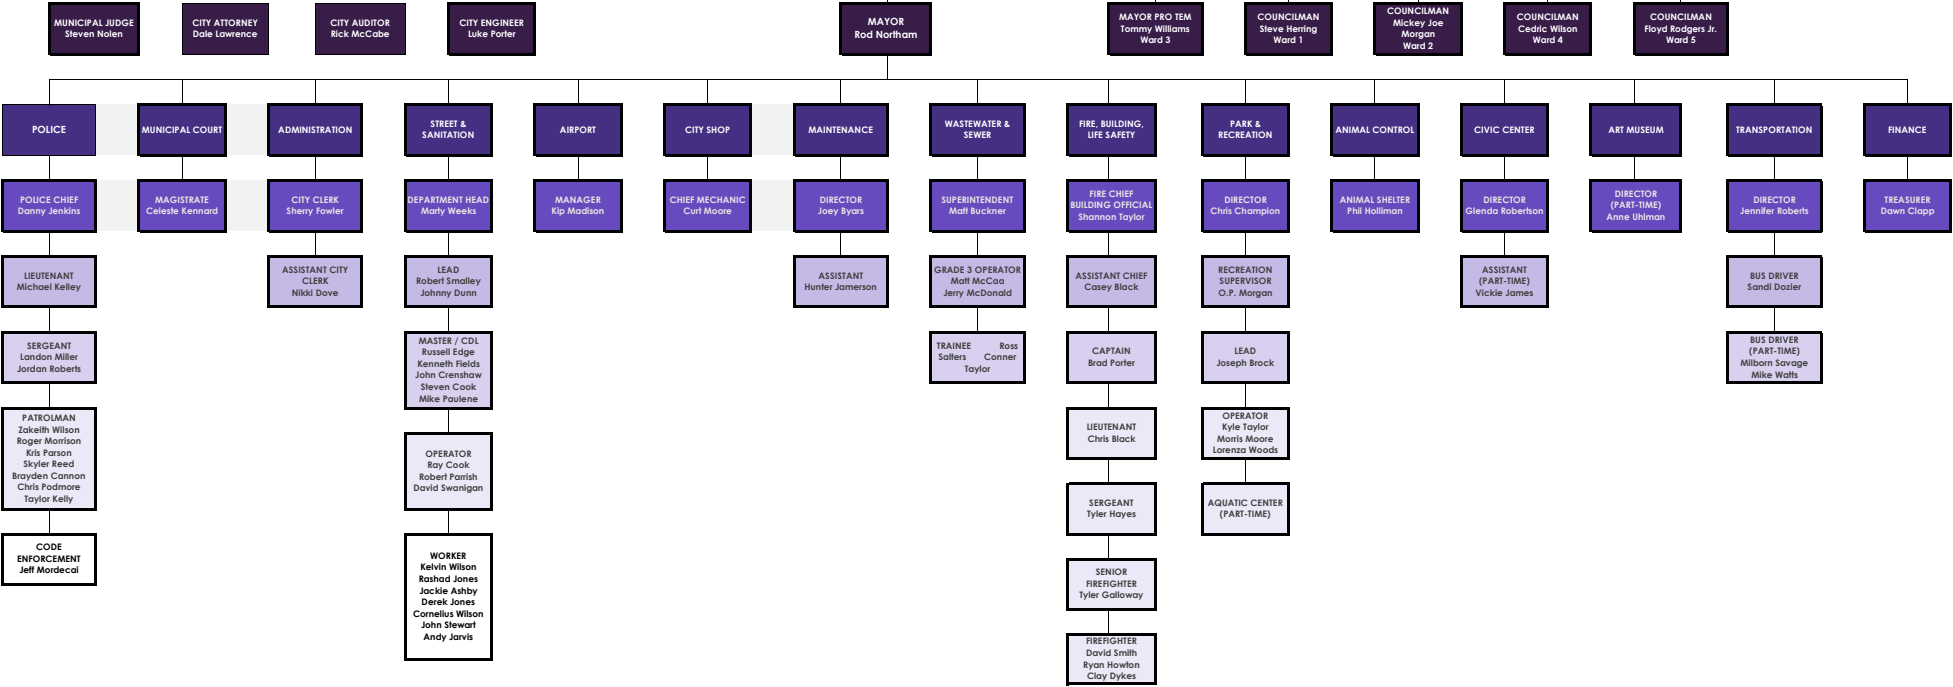 MUNICIPAL JUDGE
Steven Nolen
CITY ATTORNEY
Dale Lawrence
CITY AUDITOR
Rick McCabe
CITY ENGINEER
Luke Porter
MAYOR
Rod Northam
MAYOR PRO TEM
Tommy Williams
Ward 3
COUNCILMAN
Steve Herring
Ward 1
COUNCILMAN
Mickey Joe
Morgan
Ward 2
COUNCILMAN
Cedric Wilson
Ward 4
COUNCILMAN
Floyd Rodgers Jr.
Ward 5
POLICE
MUNICIPAL COURT
ADMINISTRATION
STREET &
SANITATION
AIRPORT
CITY SHOP
MAINTENANCE
WASTEWATER &
SEWER
FIRE, BUILDING,
LIFE SAFETY
PARK &
RECREATION
ANIMAL CONTROL
CIVIC CENTER
ART MUSEUM
TRANSPORTATION
FINANCE
POLICE CHIEF
Danny Jenkins
MAGISTRATE
Celeste Kennard
CITY CLERK
Sherry Fowler
DEPARTMENT HEAD
Marty Weeks
MANAGER
Kip Madison
CHIEF MECHANIC
Curt Moore
DIRECTOR
Joey Byars
SUPERINTENDENT
Matt Buckner
FIRE CHIEF
BUILDING OFFICIAL
Shannon Taylor
DIRECTOR
Chris Champion
ANIMAL SHELTER
Phil Holliman
DIRECTOR
Glenda Robertson
DIRECTOR
(PART-TIME)
Anne Uhlman
DIRECTOR
Jennifer Roberts
TREASURER
Dawn Clapp
LIEUTENANT
Michael Kelley
ASSISTANT CITY
CLERK
Nikki Dove
LEAD
Robert Smalley
Johnny Dunn
ASSISTANT
Hunter Jamerson
GRADE 3 OPERATOR
Matt McCaa
Jerry McDonald
ASSISTANT CHIEF
Casey Black
RECREATION
SUPERVISOR
O.P. Morgan
ASSISTANT
(PART-TIME)
Vickie James
BUS DRIVER
Sandi Dozier
SERGEANT
Landon Miller
Jordan Roberts
MASTER / CDL
Russell Edge
Kenneth Fields
John Crenshaw
Steven Cook
Mike Paulene
TRAINEE Ross
Salters Conner
Taylor
CAPTAIN
Brad Porter
LEAD
Joseph Brock
BUS DRIVER
(PART-TIME)
Milborn Savage
Mike Watts
PATROLMAN
Zakeith Wilson
Roger Morrison
Kris Parson
Skyler Reed
Brayden Cannon
Chris Podmore
Taylor Kelly
OPERATOR
Ray Cook
Robert Parrish
David Swanigan
LIEUTENANT
Chris Black
OPERATOR
Kyle Taylor
Morris Moore
Lorenza Woods
SERGEANT
Tyler Hayes
AQUATIC CENTER
(PART-TIME)
CODE
ENFORCEMENT
Jeff Mordecai
WORKER
Kelvin Wilson
Rashad Jones
Jackie Ashby
Derek Jones
Cornelius Wilson
John Stewart
Andy Jarvis
SENIOR
FIREFIGHTER
Tyler Galloway
FIREFIGHTER
David Smith
Ryan Howton
Clay Dykes